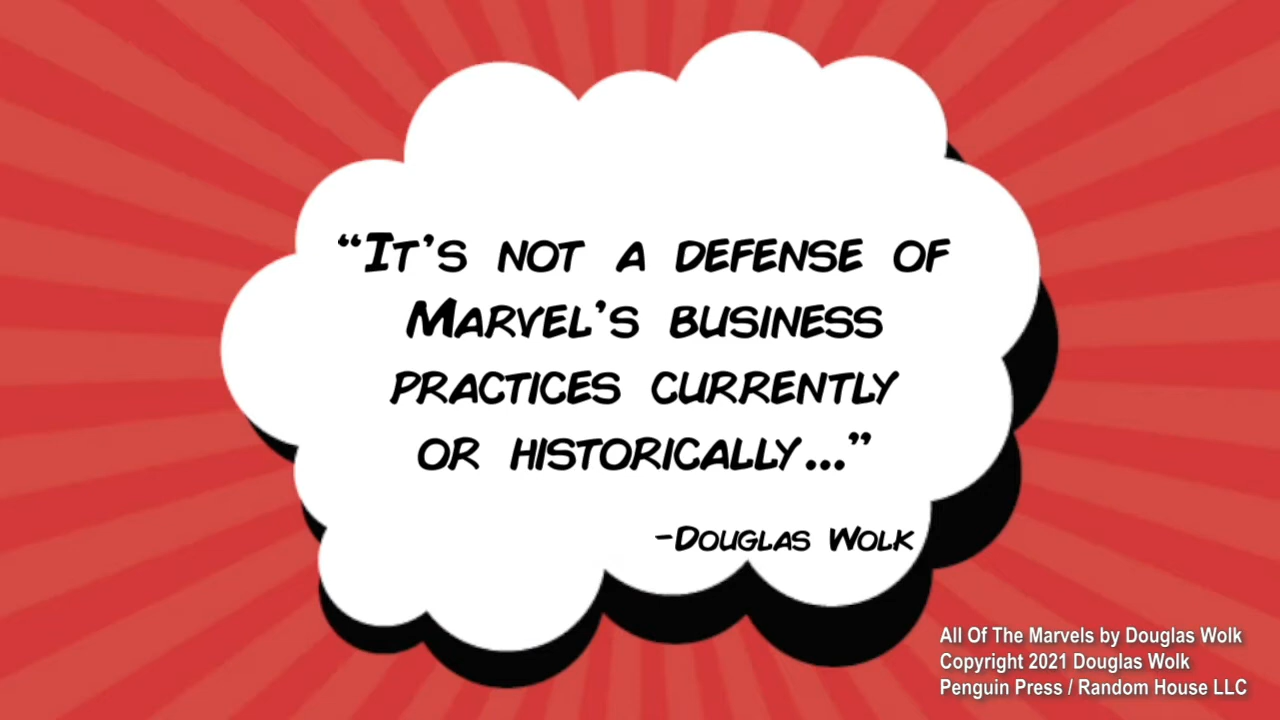 “It’s not a defense of
Marvel’s business
practices currently
or historically...”
-Douglas Wolk
All Of The Marvels by Douglas Wolk
Copyright 2021 Douglas Wolk
Penguin Press / Random House LLC